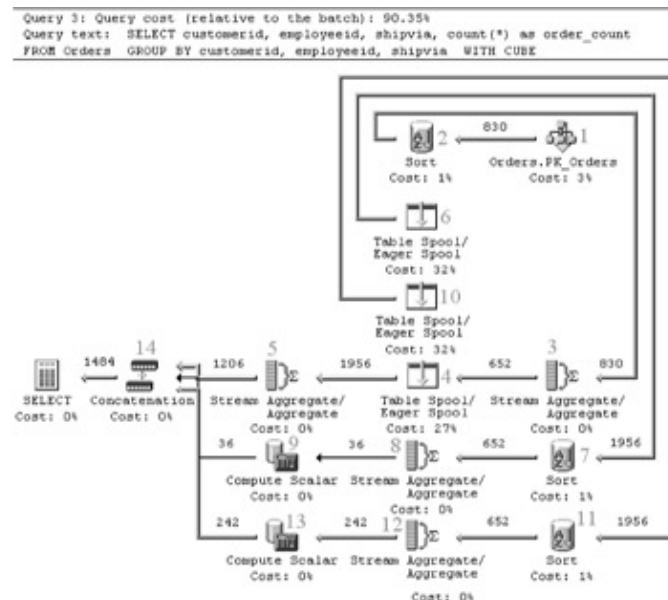 Query 3: Query cost (relative to the batch): 90.35%
Query text: SELECT customerid, employeeid, shipvia, count(*) as order_count
FROM Orders GROUP BY customerid, employeeid, shipvia WITH CUBE
830
2
1
Sort
Cost: 1%
Orders.PK_Orders
Cost: 3%
6
Table Spool/
Eager Spool
Cost: 32%
10
Table Spool/
Eager Spool
Cost: 32%
1484
14
1206
5
1956
4
652
3
830
SELECT
Cost: 0%
Concatenation
Cost: 0%
Stream Aggregate/
Aggregate
Cost: 0%
Table Spool/
Eager Spool
Cost: 27%
Stream Aggregate/
Aggregate
Cost: 0%
36
9
36
8
652
7
1956
Compute Scalar
Cost: 0%
Stream Aggregate/
Aggregate
Cost: 0%
Sort
Cost: 1%
242
13
242
12
652
11
1956
Compute Scalar
Cost: 0%
Stream Aggregate/
Aggregate
Cost: 0%
Sort
Cost: 1%